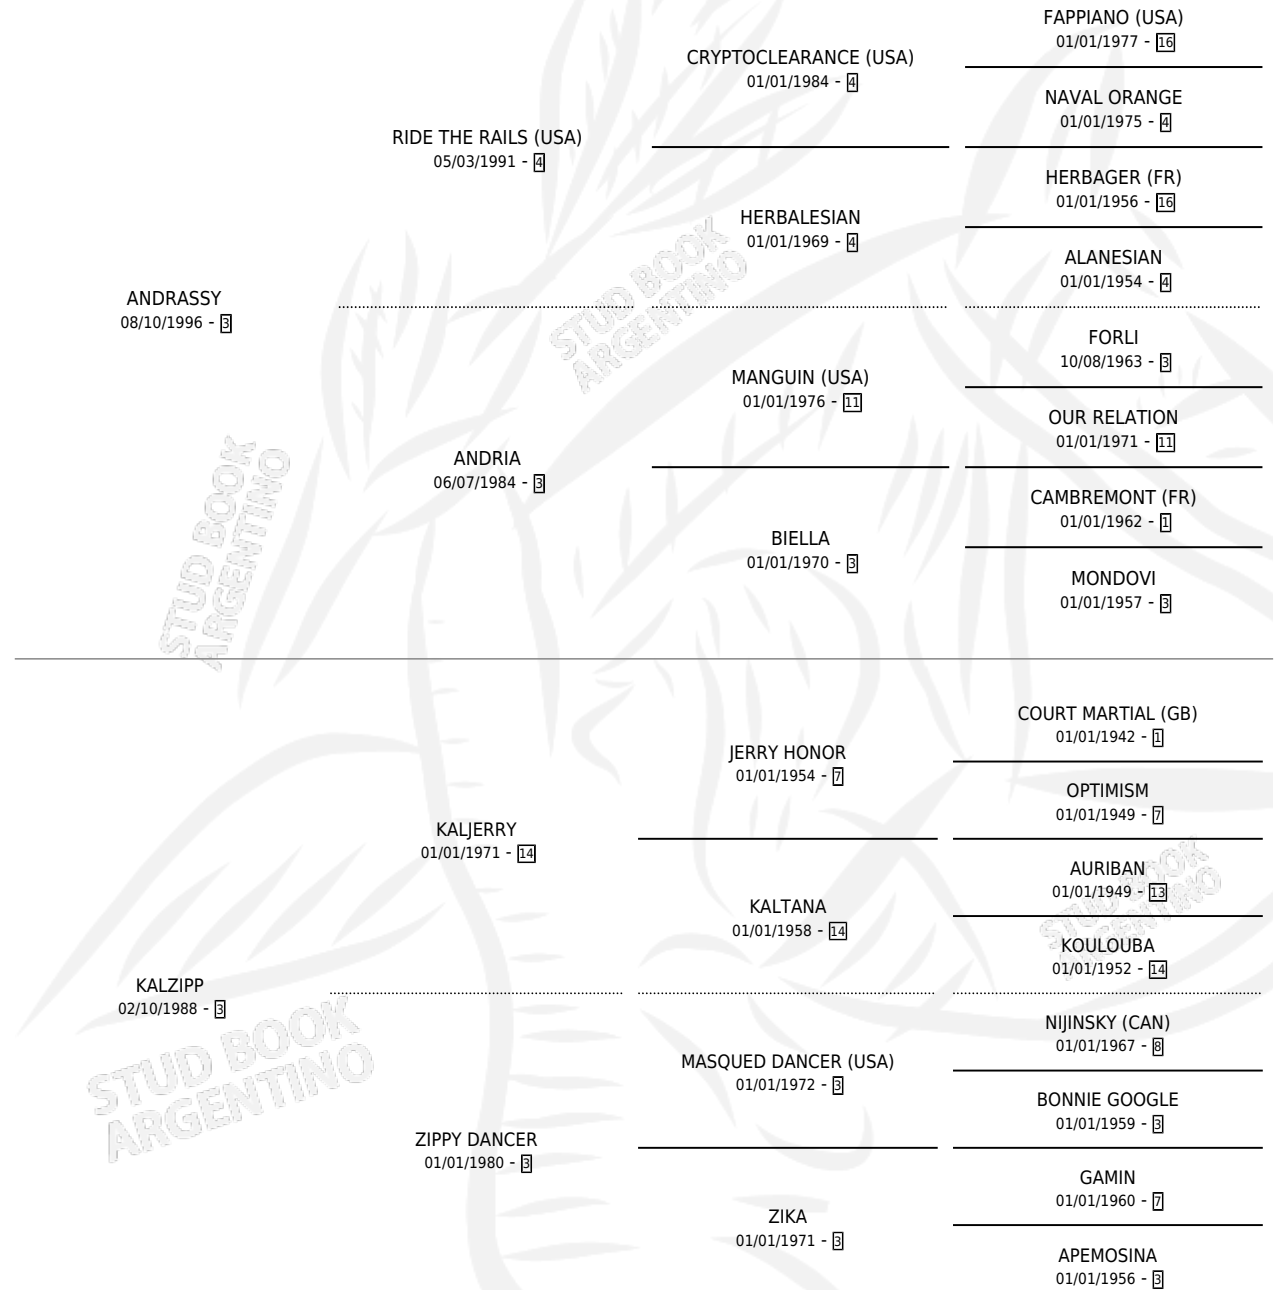 FAPPIANO (USA)
01/01/1977 - 16
CRYPTOCLEARANCE (USA)
01/01/1984 - 4
NAVAL ORANGE
01/01/1975 - 4
RIDE THE RAILS (USA)
05/03/1991 - 4
HERBAGER (FR)
01/01/1956 - 16
HERBALESIAN
01/01/1969 - 4
ALANESIAN
01/01/1954 - 4
ANDRASSY
08/10/1996 - 3
STUD BOOK
ARGENTINO
FORLI
10/08/1963 - 3
MANGUIN (USA)
01/01/1976 - 11
OUR RELATION
01/01/1971 - 11
ANDRIA
06/07/1984 - 3
CAMBREMONT (FR)
01/01/1962 - 1
BIELLA
01/01/1970 - 3
MONDOVI
01/01/1957 - 3
STUD BOOK
ARGENTINO
COURT MARTIAL (GB)
01/01/1942 - 1
JERRY HONOR
01/01/1954 - 7
OPTIMISM
01/01/1949 - 7
KALJERRY
01/01/1971 - 14
AURIBAN
01/01/1949 - 13
KALTANA
01/01/1958 - 14
STUD BOOK
ARGENTINO
KOULOUBA
01/01/1952 - 14
KALZIPP
02/10/1988 - 3
STUD BOOK
ARGENTINO
NIJINSKY (CAN)
01/01/1967 - 8
MASQUED DANCER (USA)
01/01/1972 - 3
BONNIE GOOGLE
01/01/1959 - 3
ZIPPY DANCER
01/01/1980 - 3
GAMIN
01/01/1960 - 7
ZIKA
01/01/1971 - 3
APEMOSINA
01/01/1956 - 3